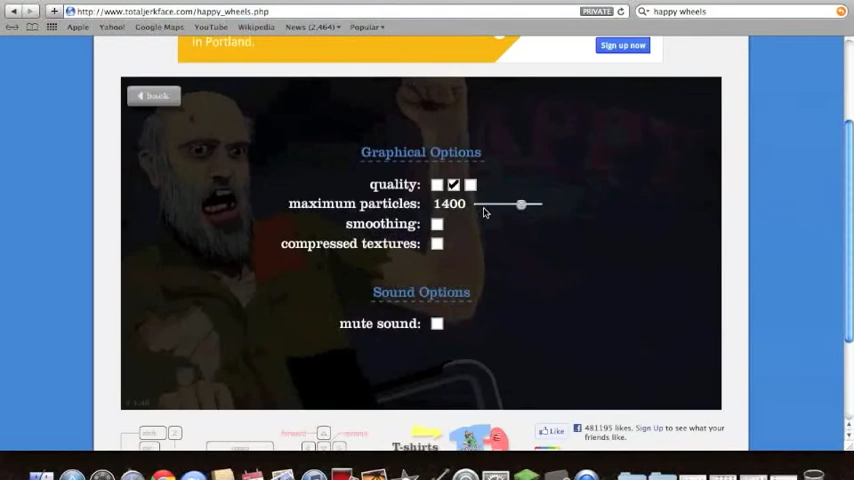 http://www.totaljerkface.com/happy_wheels.php
PRIVATE
happy wheels
Apple Yahoo! Google Maps YouTube Wikipedia News (2,464) Popular
in Portland.
Sign up now
back
Graphical Options
quality:
maximum particles: 1400
smoothing:
compressed textures:
Sound Options
mute sound:
forward
reverse
Z
T-shirts
Like
481195 likes. Sign Up to see what your friends like.